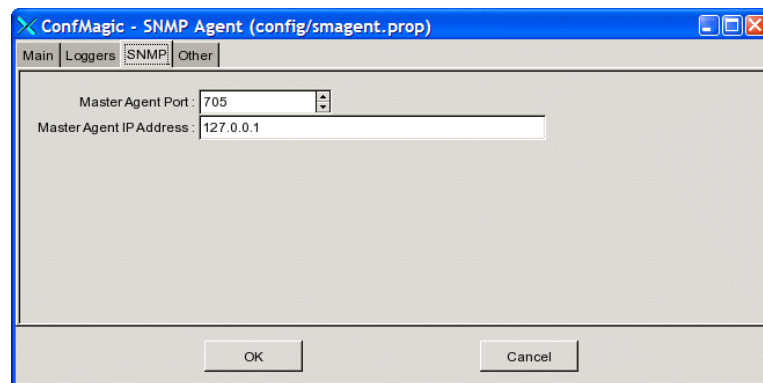 ConfMagic - SNMP Agent (config/smagent.prop)
Main Loggers SNMP Other
Master Agent Port : 705
Master Agent IP Address : 127.0.0.1
OK Cancel